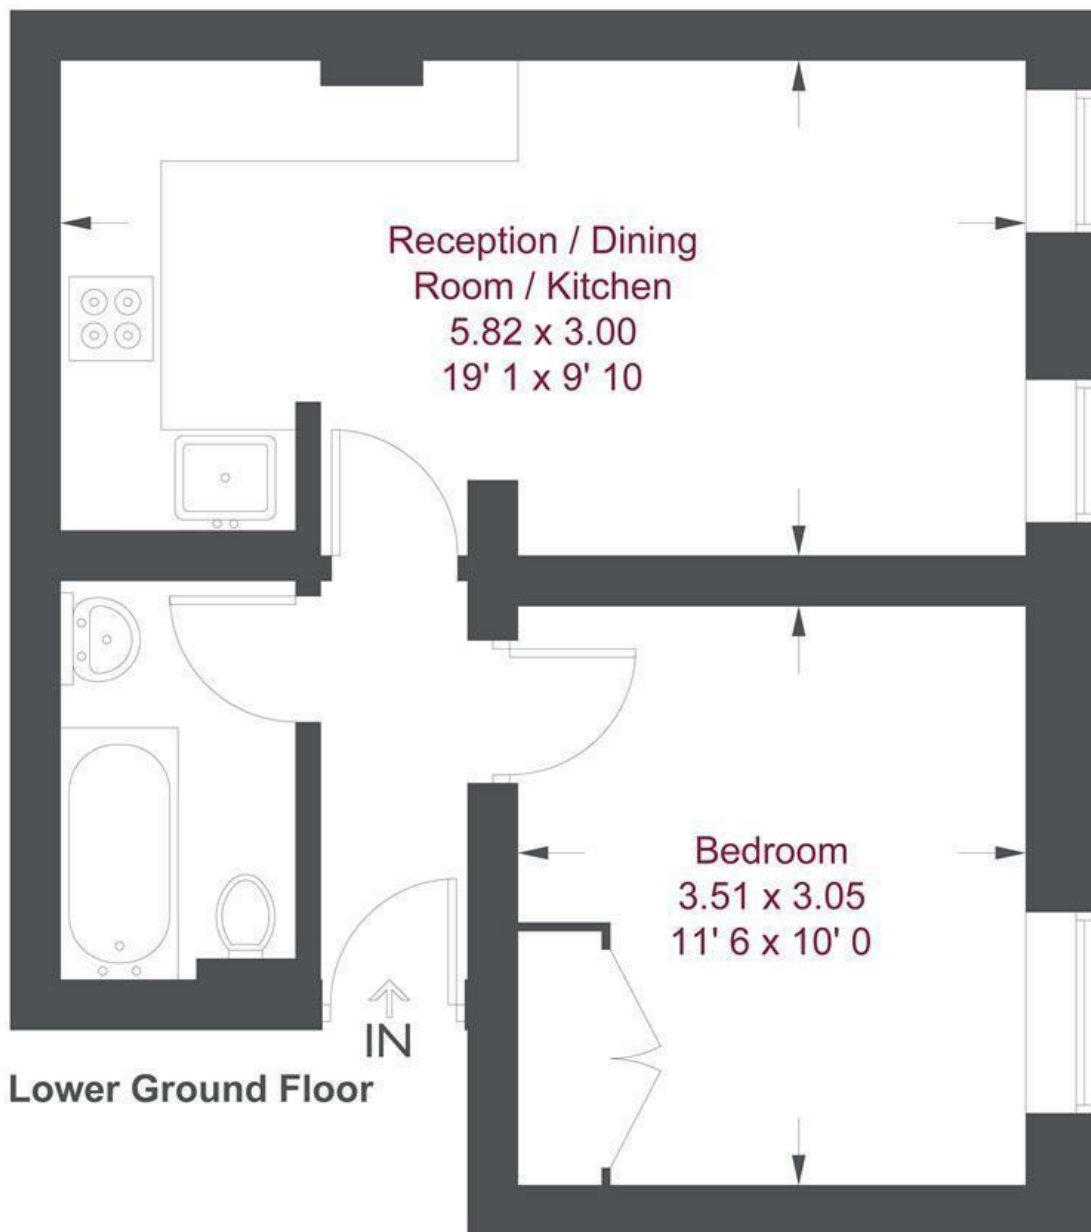 Reception / Dining
Room / Kitchen
5.82 x 3.00
19' 1 x 9' 10
Bedroom
3.51 x 3.05
11' 6 x 10' 0
IN
Lower Ground Floor